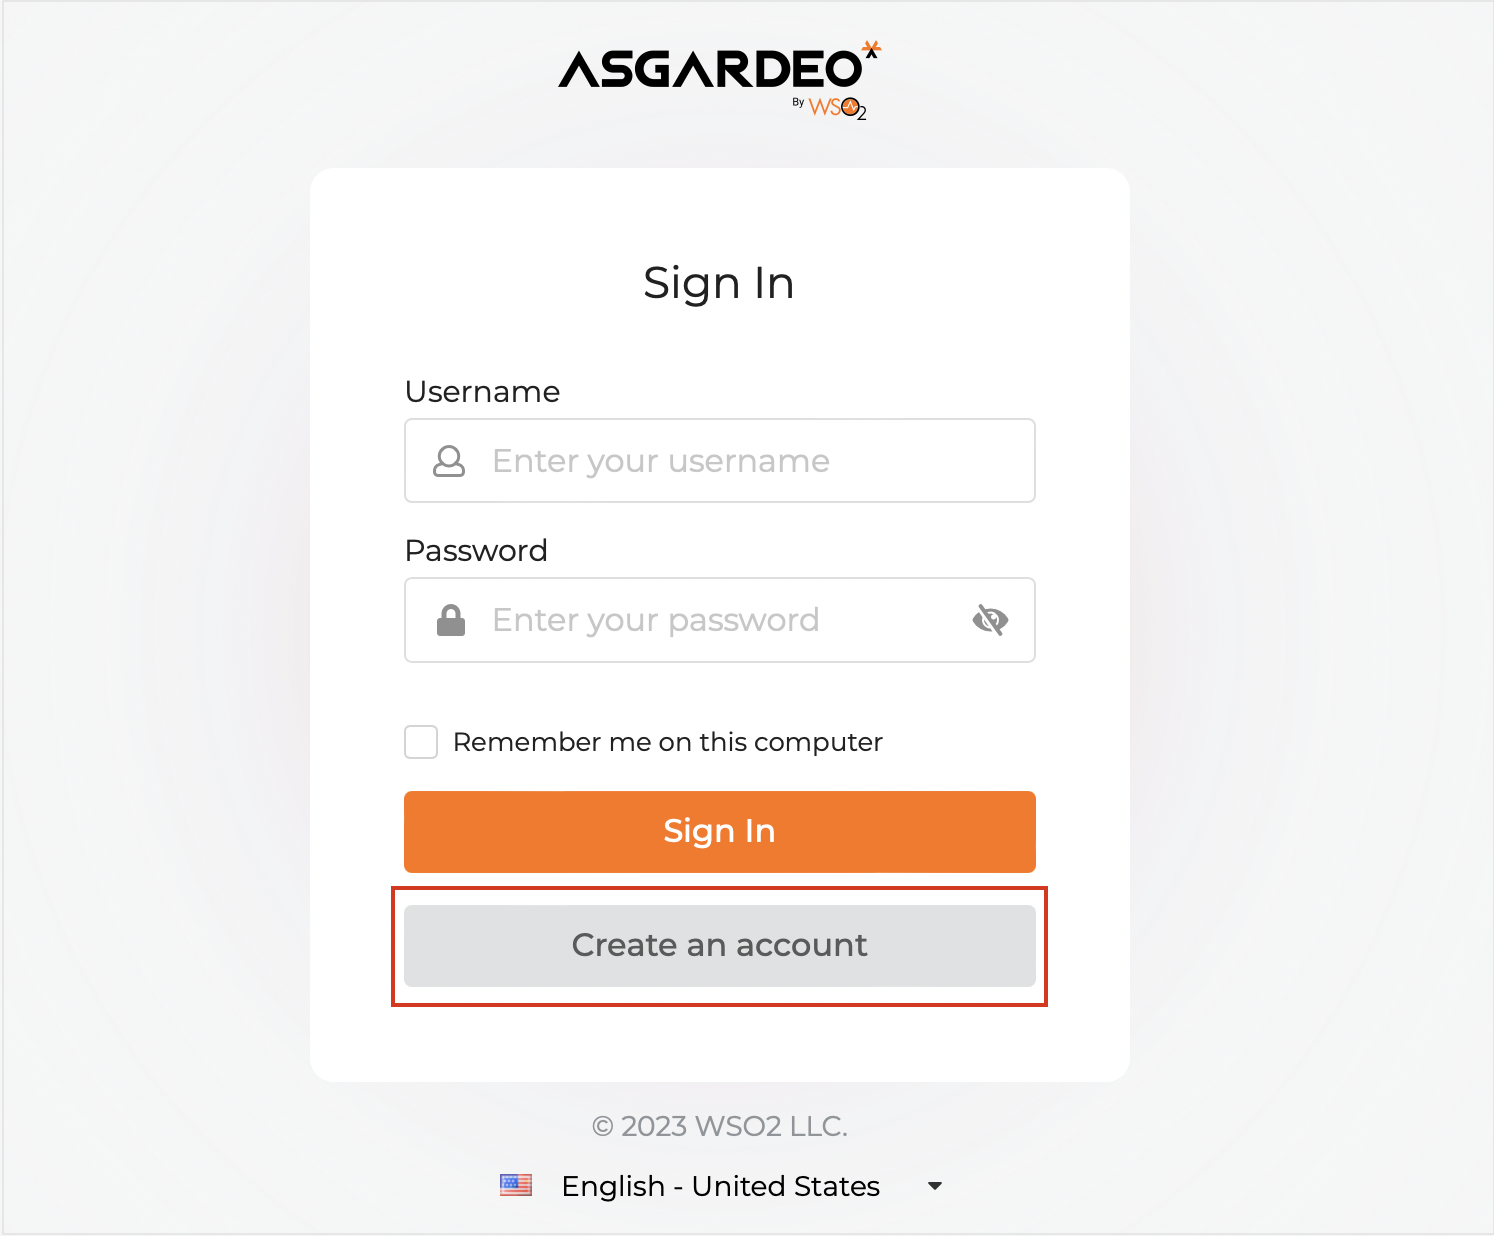 ASGARDEO
By WSO2
Sign In
Username
Enter your username
Password
Enter your password
Remember me on this computer
Sign In
Create an account
© 2023 WSO2 LLC.
English - United States